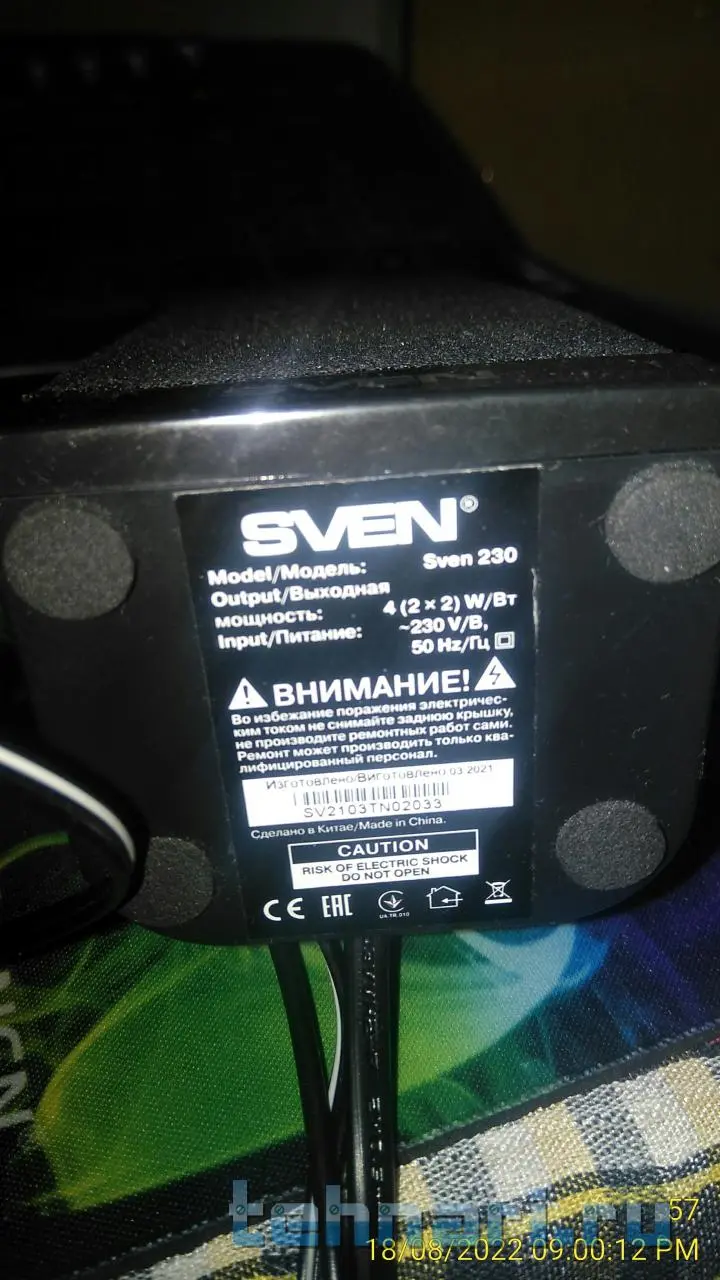 SVEN®
Model/Модель: Sven 230
Output/Выходная
мощность: 4 (2 × 2) W/Вт
Input/Питание: ~230 V/В,
50 Hz/Гц
ВНИМАНИЕ!
Во избежание поражения электричес-
ким током не снимайте заднюю крышку,
не производите ремонтных работ сами.
Ремонт может производить только ква-
лифицированный персонал.
Изготовлено/Виготовлено 03.2021
SV2103TN02033
Сделано в Китае/Made in China.
CAUTION
RISK OF ELECTRIC SHOCK
DO NOT OPEN
CE EAC
UA.TR.010
tehnari.ru
57
18/08/2022 09:00:12 PM